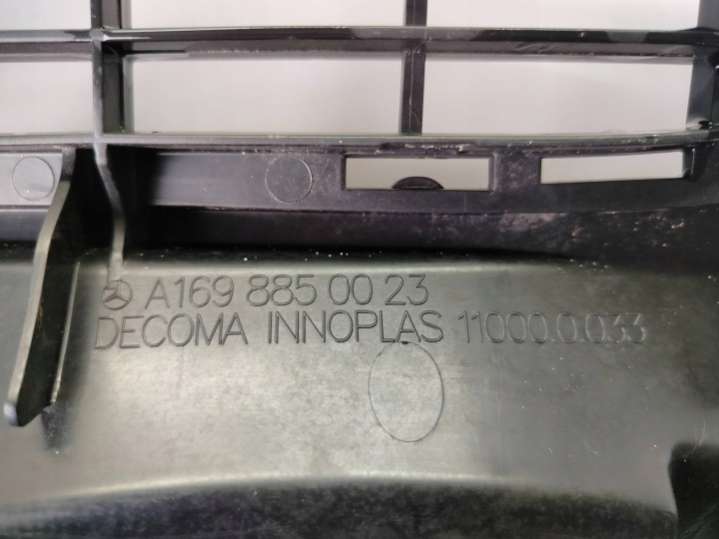 A169 885 00 23
DECOMA INNOPLAS 11000.0.033